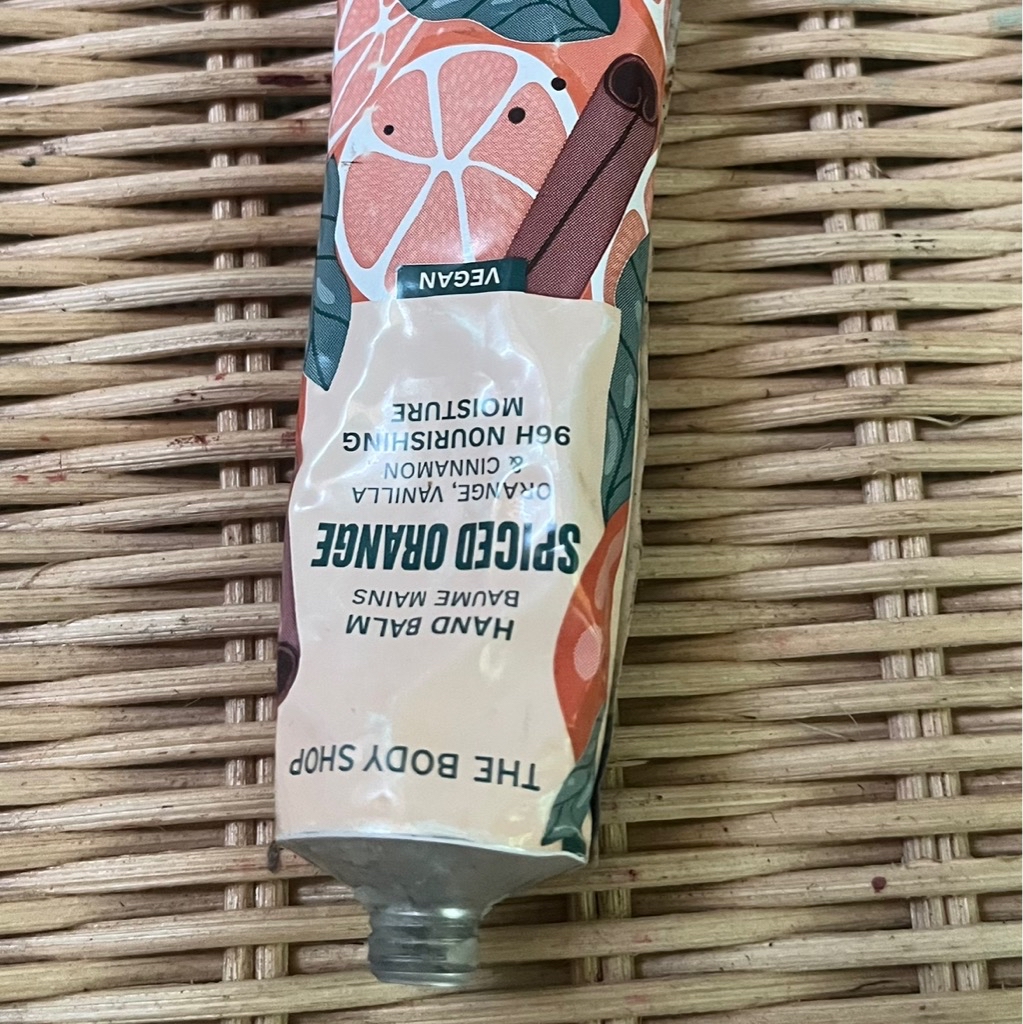 THE BODY SHOP
HAND BALM
BAUME MAINS
SPICED ORANGE
ORANGE, VANILLA
& CINNAMON
96H NOURISHING
MOISTURE
VEGAN